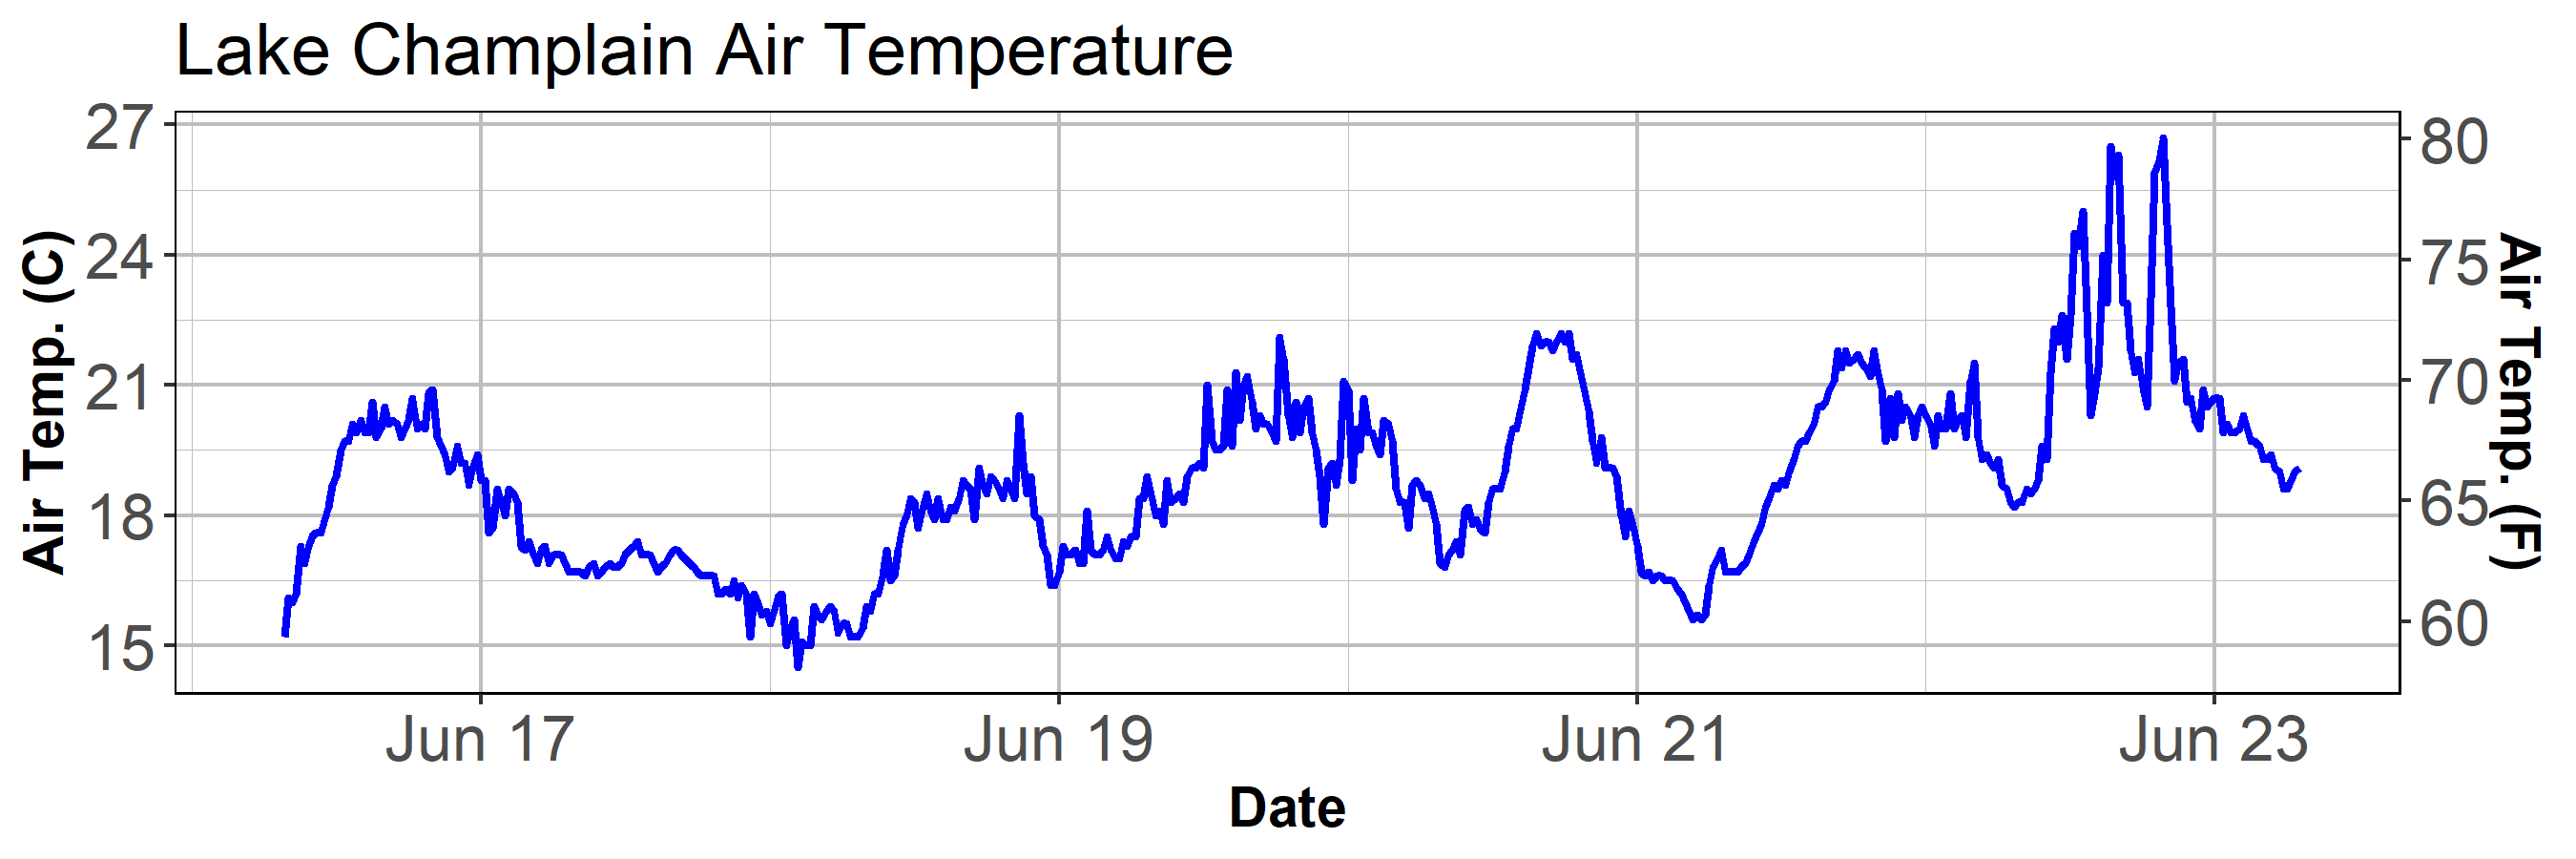 Lake Champlain Air Temperature
Air Temp. (C)
27
24
21
18
15
80
75
70
65
60
Air Temp. (F)
Jun 17
Jun 19
Jun 21
Jun 23
Date